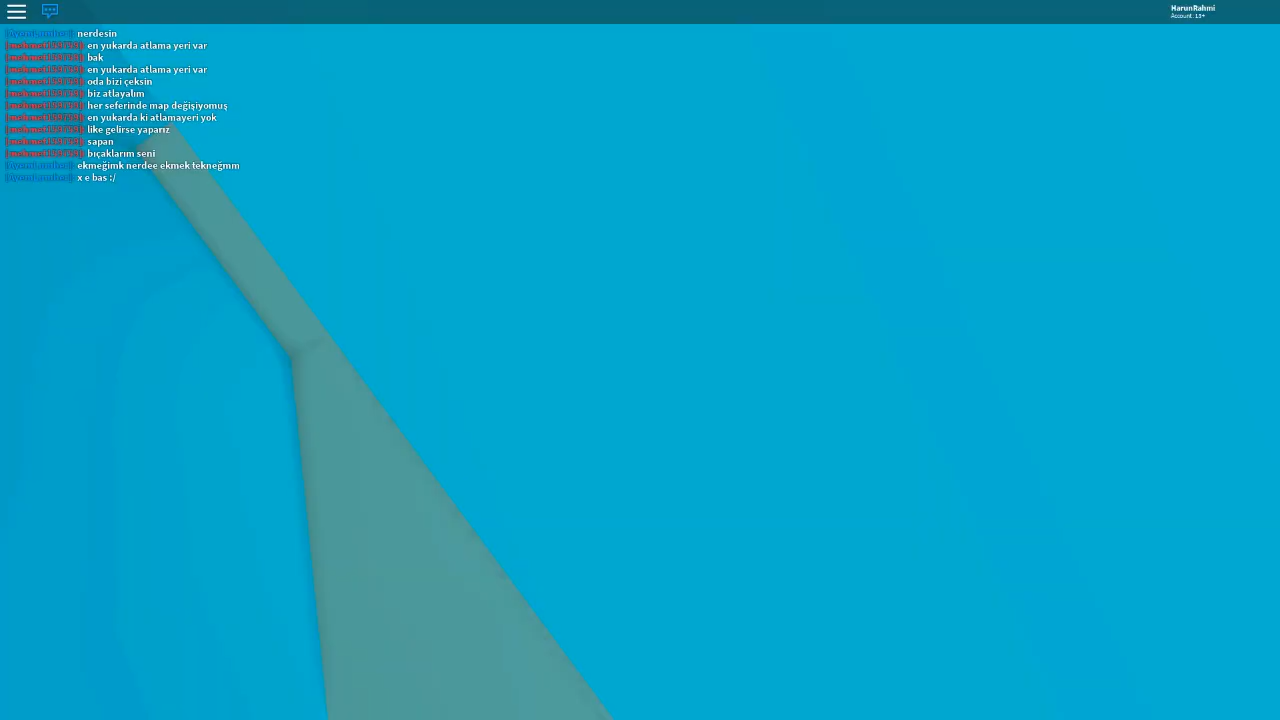 HarunRahmi
Account: 13+
nerdesin
en yukarda atlama yeri var
bak
en yukarda atlama yeri var
oda bizi çeksin
biz atlayalım
her seferinde map değişiyomuş
en yukarda ki atlamayeri yok
like gelirse yaparız
sapan
bıçaklarım seni
ekmeğimk nerdee ekmek tekneğmm
x e bas :/